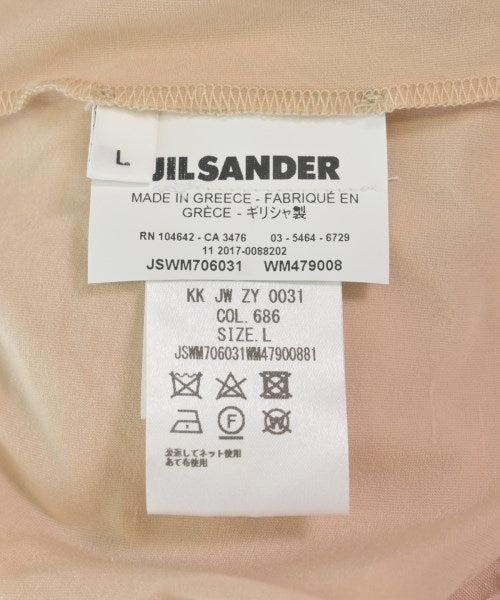 L.
JIL SANDER
MADE IN GREECE - FABRIQUÉ EN
GRÈCE - ギリシャ製
RN 104642 - CA 3476 03 - 5464 - 6729
11 2017-0088202
JSWM706031 WM479008
KK JW ZY 0031
COL.686
SIZE.L
JSWM706031WM47900881
F
W
裏返してネット使用
あて布使用